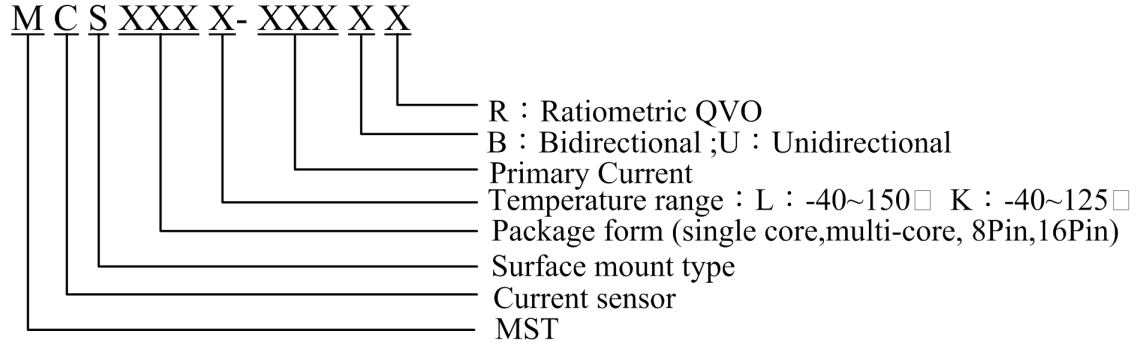 M C S XXX X- XXX X X
R：Ratiometric QVO
B：Bidirectional ;U：Unidirectional
Primary Current
Temperature range：L：-40~150□ K：-40~125□
Package form (single core,multi-core, 8Pin,16Pin)
Surface mount type
Current sensor
MST